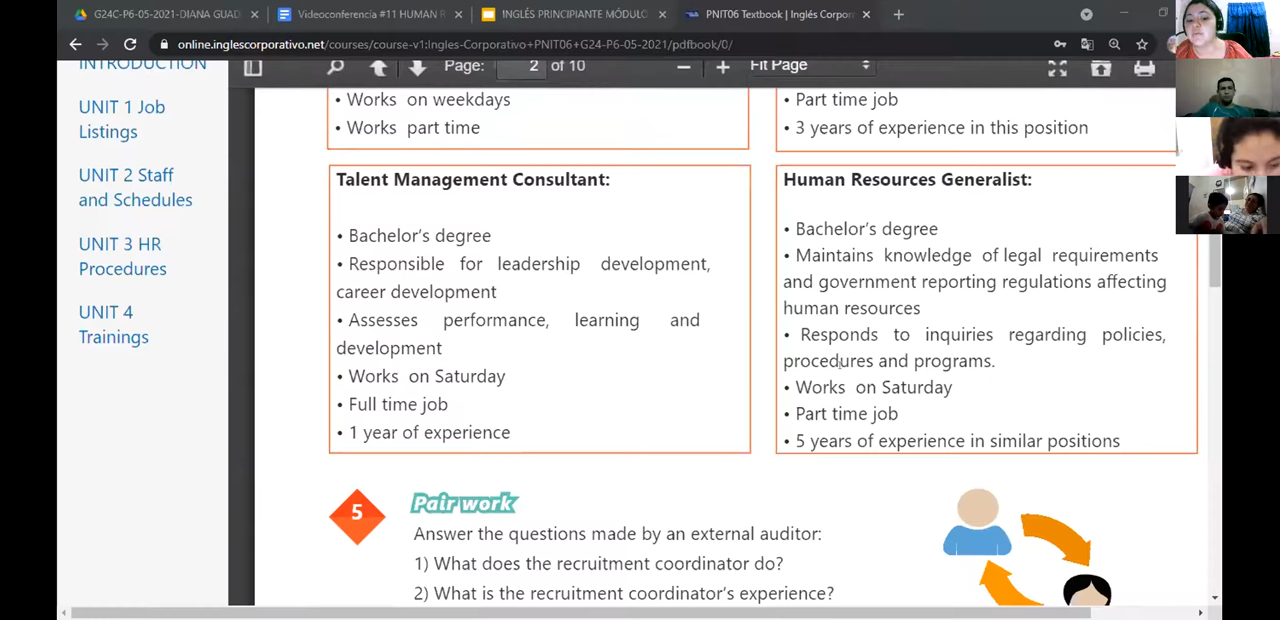 G24C-P6-05-2021-DIANA GUAD
Videoconferencia #11 HUMAN R
INGLÉS PRINCIPIANTE MÓDULO
PNIT06 Textbook | Inglés Corpor
online.inglescorporativo.net/courses/course-v1:Ingles-Corporativo+PNIT06+G24-P6-05-2021/pdfbook/0/
INTRODUCTION
UNIT 1 Job
Listings
UNIT 2 Staff
and Schedules
UNIT 3 HR
Procedures
UNIT 4
Trainings
Page: 2 of 10
Fit Page
• Works on weekdays
• Works part time
• Part time job
• 3 years of experience in this position
Talent Management Consultant:
• Bachelor's degree
• Responsible for leadership development,
career development
• Assesses performance, learning and
development
• Works on Saturday
• Full time job
• 1 year of experience
Human Resources Generalist:
• Bachelor's degree
• Maintains knowledge of legal requirements
and government reporting regulations affecting
human resources
• Responds to inquiries regarding policies,
procedures and programs.
• Works on Saturday
• Part time job
• 5 years of experience in similar positions
5
Pair work
Answer the questions made by an external auditor:
1) What does the recruitment coordinator do?
2) What is the recruitment coordinator's experience?